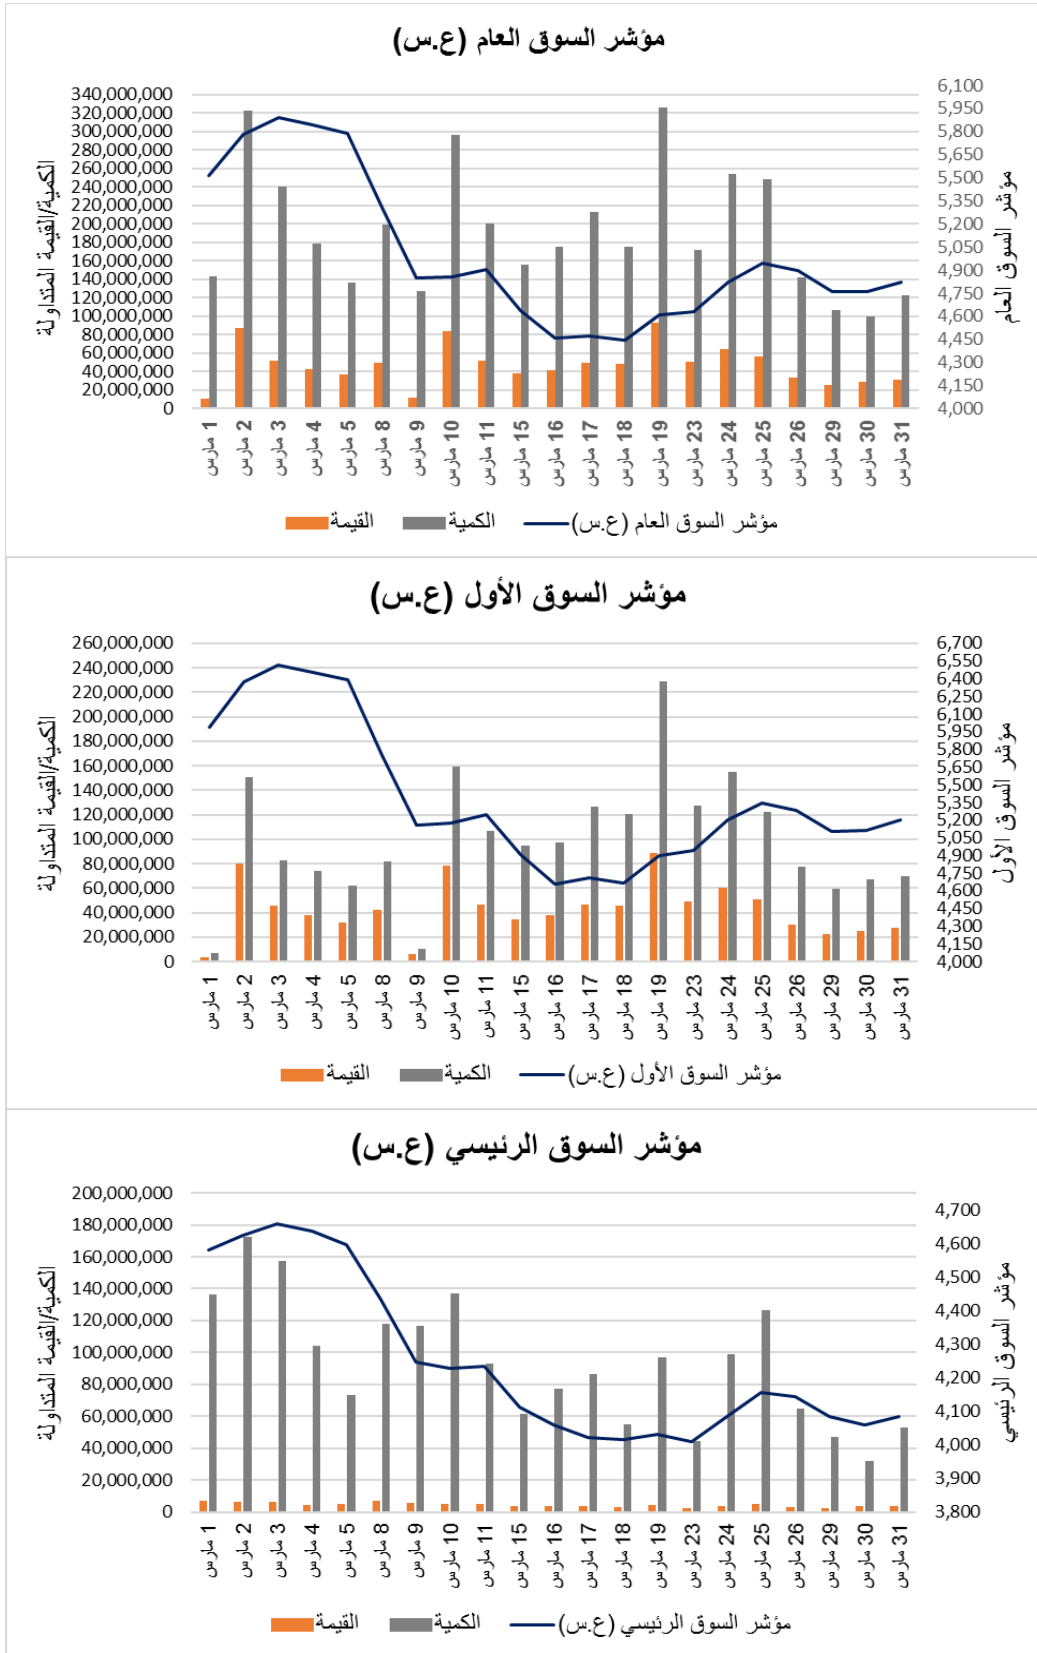 مؤشر السوق العام (ع.س)
الكمية/القيمة المتداولة
340,000,000
320,000,000
300,000,000
280,000,000
260,000,000
240,000,000
220,000,000
200,000,000
180,000,000
160,000,000
140,000,000
120,000,000
100,000,000
80,000,000
60,000,000
40,000,000
20,000,000
0
6,100
5,950
5,800
5,650
5,500
5,350
5,200
5,050
4,900
4,750
4,600
4,450
4,300
4,150
4,000
مؤشر السوق العام
1 مارس
2 مارس
3 مارس
4 مارس
5 مارس
8 مارس
9 مارس
10 مارس
11 مارس
15 مارس
16 مارس
17 مارس
18 مارس
19 مارس
23 مارس
24 مارس
25 مارس
26 مارس
29 مارس
30 مارس
31 مارس
القيمة
الكمية
مؤشر السوق العام (ع.س)
مؤشر السوق الأول (ع.س)
الكمية/القيمة المتداولة
260,000,000
240,000,000
220,000,000
200,000,000
180,000,000
160,000,000
140,000,000
120,000,000
100,000,000
80,000,000
60,000,000
40,000,000
20,000,000
0
6,700
6,550
6,400
6,250
6,100
5,950
5,800
5,650
5,500
5,350
5,200
5,050
4,900
4,750
4,600
4,450
4,300
4,150
4,000
مؤشر السوق الأول
1 مارس
2 مارس
3 مارس
4 مارس
5 مارس
8 مارس
9 مارس
10 مارس
11 مارس
15 مارس
16 مارس
17 مارس
18 مارس
19 مارس
23 مارس
24 مارس
25 مارس
26 مارس
29 مارس
30 مارس
31 مارس
القيمة
الكمية
مؤشر السوق الأول (ع.س)
مؤشر السوق الرئيسي (ع.س)
الكمية/القيمة المتداولة
200,000,000
180,000,000
160,000,000
140,000,000
120,000,000
100,000,000
80,000,000
60,000,000
40,000,000
20,000,000
0
4,700
4,600
4,500
4,400
4,300
4,200
4,100
4,000
3,900
3,800
مؤشر السوق الرئيسي
1 مارس
2 مارس
3 مارس
4 مارس
5 مارس
8 مارس
9 مارس
10 مارس
11 مارس
15 مارس
16 مارس
17 مارس
18 مارس
19 مارس
23 مارس
24 مارس
25 مارس
26 مارس
29 مارس
30 مارس
31 مارس
القيمة
الكمية
مؤشر السوق الرئيسي (ع.س)